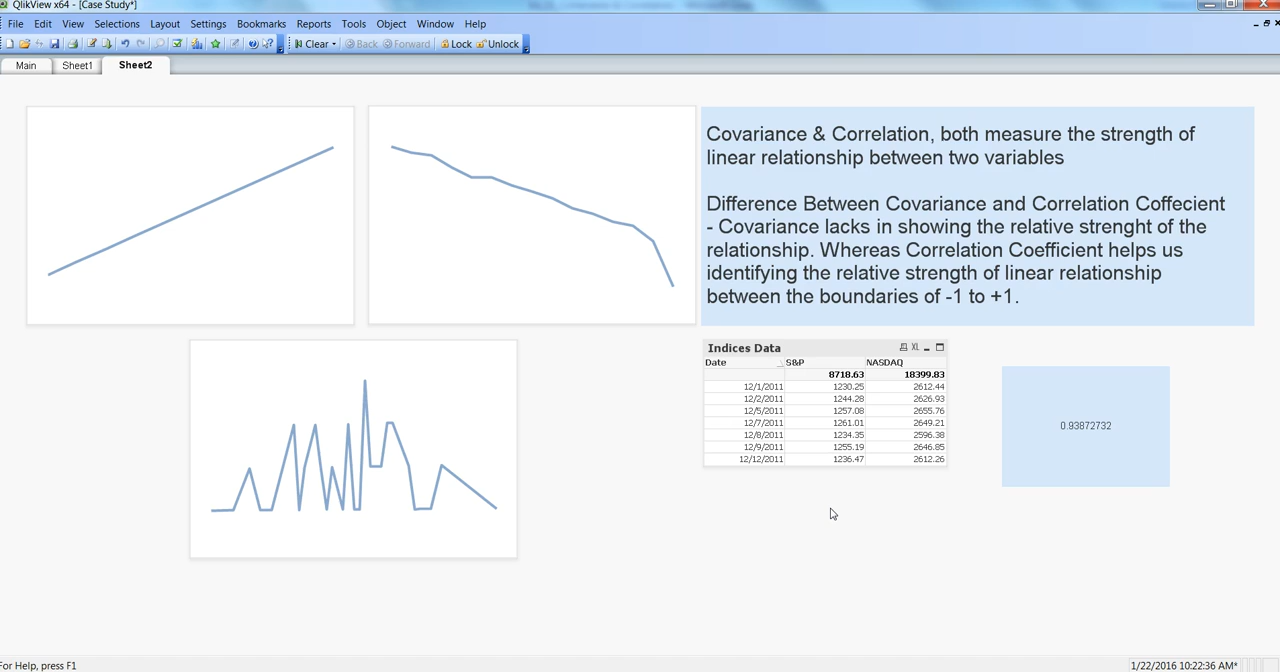 QlikView x64 - [Case Study*]
File Edit View Selections Layout Settings Bookmarks Reports Tools Object Window Help
Clear Back Forward Lock Unlock
Main Sheet1 Sheet2
Covariance & Correlation, both measure the strength of
linear relationship between two variables
Difference Between Covariance and Correlation Coffecient
- Covariance lacks in showing the relative strenght of the
relationship. Whereas Correlation Coefficient helps us
identifying the relative strength of linear relationship
between the boundaries of -1 to +1.
Indices Data XL
Date S&P NASDAQ
8718.63 18399.83
12/1/2011 1230.25 2612.44
12/2/2011 1244.28 2626.93
12/5/2011 1257.08 2655.76
12/7/2011 1261.01 2649.21
12/8/2011 1234.35 2596.38
12/9/2011 1255.19 2646.85
12/12/2011 1236.47 2612.26
0.93872732
For Help, press F1 1/22/2016 10:22:36 AM*